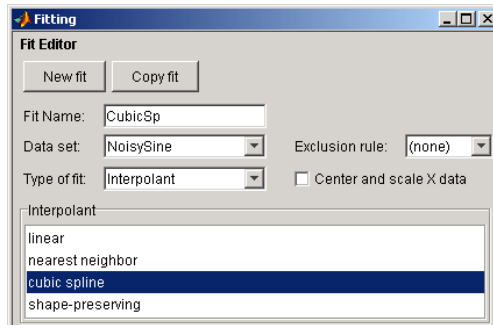 Fitting
Fit Editor
New fit Copy fit
Fit Name: CubicSp
Data set: NoisySine Exclusion rule: (none)
Type of fit: Interpolant Center and scale X data
Interpolant
linear
nearest neighbor
cubic spline
shape-preserving